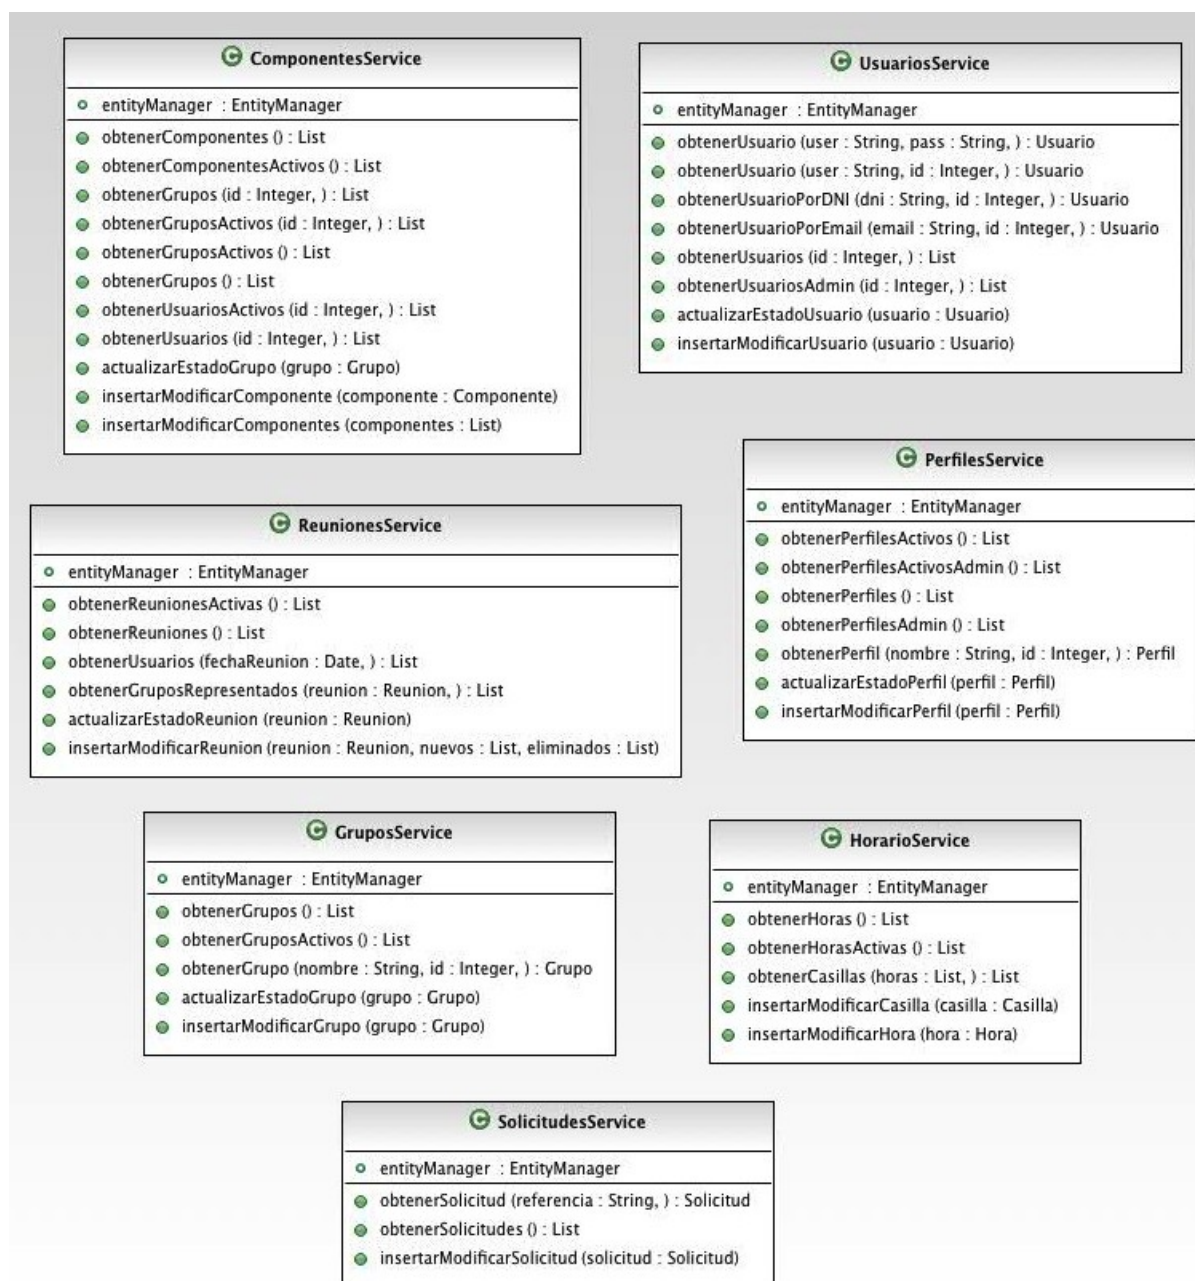 ComponentesService
entityManager : EntityManager
obtenerComponentes () : List
obtenerComponentesActivos () : List
obtenerGrupos (id : Integer, ) : List
obtenerGruposActivos (id : Integer, ) : List
obtenerGruposActivos () : List
obtenerGrupos () : List
obtenerUsuariosActivos (id : Integer, ) : List
obtenerUsuarios (id : Integer, ) : List
actualizarEstadoGrupo (grupo : Grupo)
insertarModificarComponente (componente : Componente)
insertarModificarComponentes (componentes : List)
UsuariosService
entityManager : EntityManager
obtenerUsuario (user : String, pass : String, ) : Usuario
obtenerUsuario (user : String, id : Integer, ) : Usuario
obtenerUsuarioPorDNI (dni : String, id : Integer, ) : Usuario
obtenerUsuarioPorEmail (email : String, id : Integer, ) : Usuario
obtenerUsuarios (id : Integer, ) : List
obtenerUsuariosAdmin (id : Integer, ) : List
actualizarEstadoUsuario (usuario : Usuario)
insertarModificarUsuario (usuario : Usuario)
PerfilesService
entityManager : EntityManager
obtenerPerfilesActivos () : List
obtenerPerfilesActivosAdmin () : List
obtenerPerfiles () : List
obtenerPerfilesAdmin () : List
obtenerPerfil (nombre : String, id : Integer, ) : Perfil
actualizarEstadoPerfil (perfil : Perfil)
insertarModificarPerfil (perfil : Perfil)
ReunionesService
entityManager : EntityManager
obtenerReunionesActivas () : List
obtenerReuniones () : List
obtenerUsuarios (fechaReunion : Date, ) : List
obtenerGruposRepresentados (reunion : Reunion, ) : List
actualizarEstadoReunion (reunion : Reunion)
insertarModificarReunion (reunion : Reunion, nuevos : List, eliminados : List)
GruposService
entityManager : EntityManager
obtenerGrupos () : List
obtenerGruposActivos () : List
obtenerGrupo (nombre : String, id : Integer, ) : Grupo
actualizarEstadoGrupo (grupo : Grupo)
insertarModificarGrupo (grupo : Grupo)
HorarioService
entityManager : EntityManager
obtenerHoras () : List
obtenerHorasActivas () : List
obtenerCasillas (horas : List, ) : List
insertarModificarCasilla (casilla : Casilla)
insertarModificarHora (hora : Hora)
SolicitudesService
entityManager : EntityManager
obtenerSolicitud (referencia : String, ) : Solicitud
obtenerSolicitudes () : List
insertarModificarSolicitud (solicitud : Solicitud)